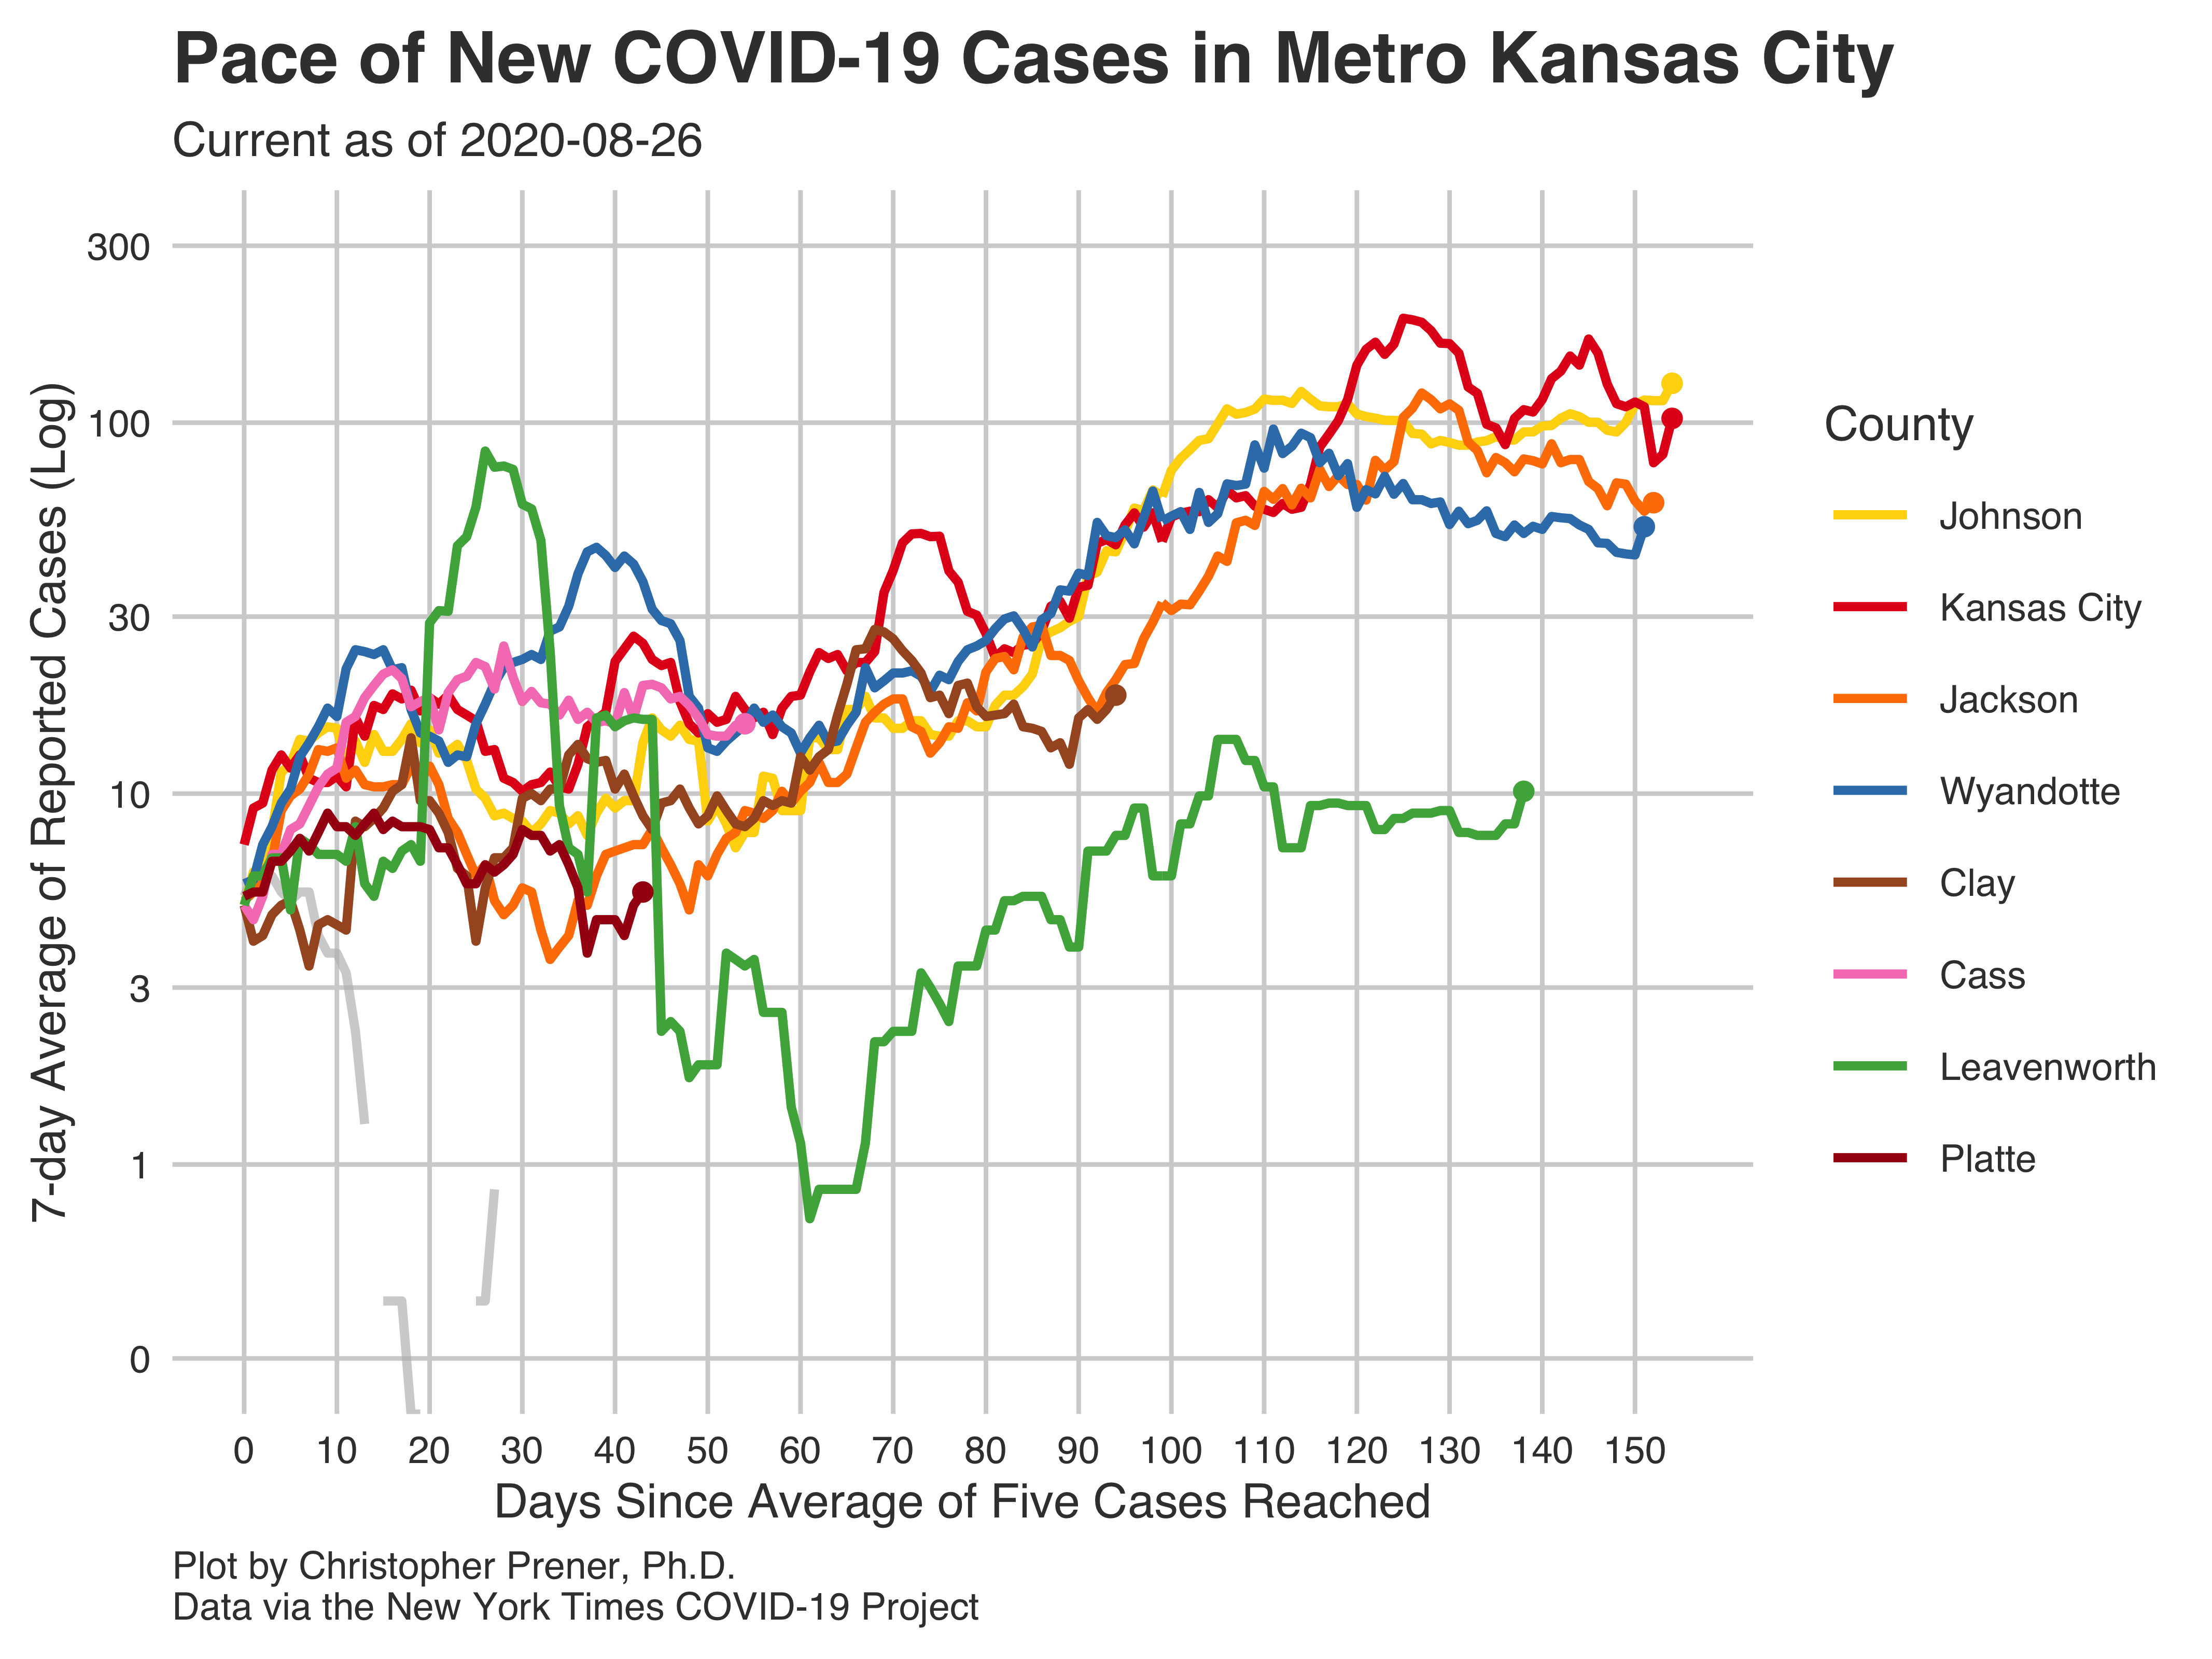 Pace of New COVID-19 Cases in Metro Kansas City
Current as of 2020-08-26
7-day Average of Reported Cases (Log)
300
100
30
10
3
1
0
0 10 20 30 40 50 60 70 80 90 100 110 120 130 140 150
Days Since Average of Five Cases Reached
County
Johnson
Kansas City
Jackson
Wyandotte
Clay
Cass
Leavenworth
Platte
Plot by Christopher Prener, Ph.D.
Data via the New York Times COVID-19 Project